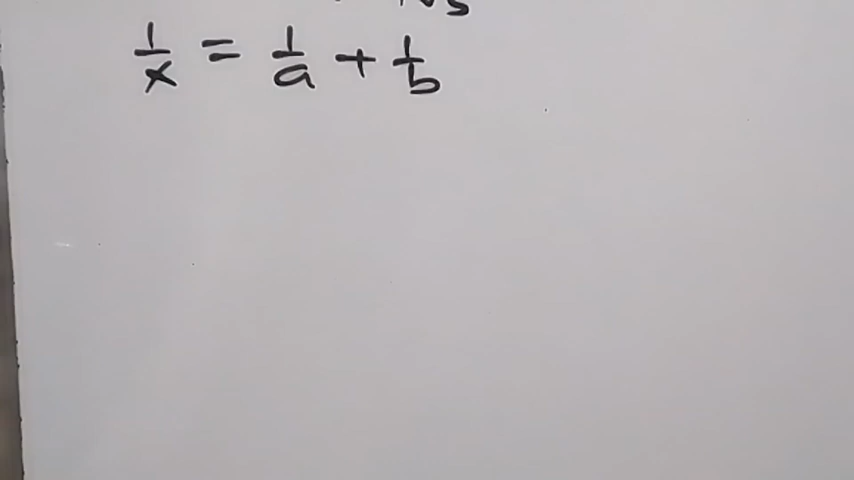 1/x = 1/a + 1/b